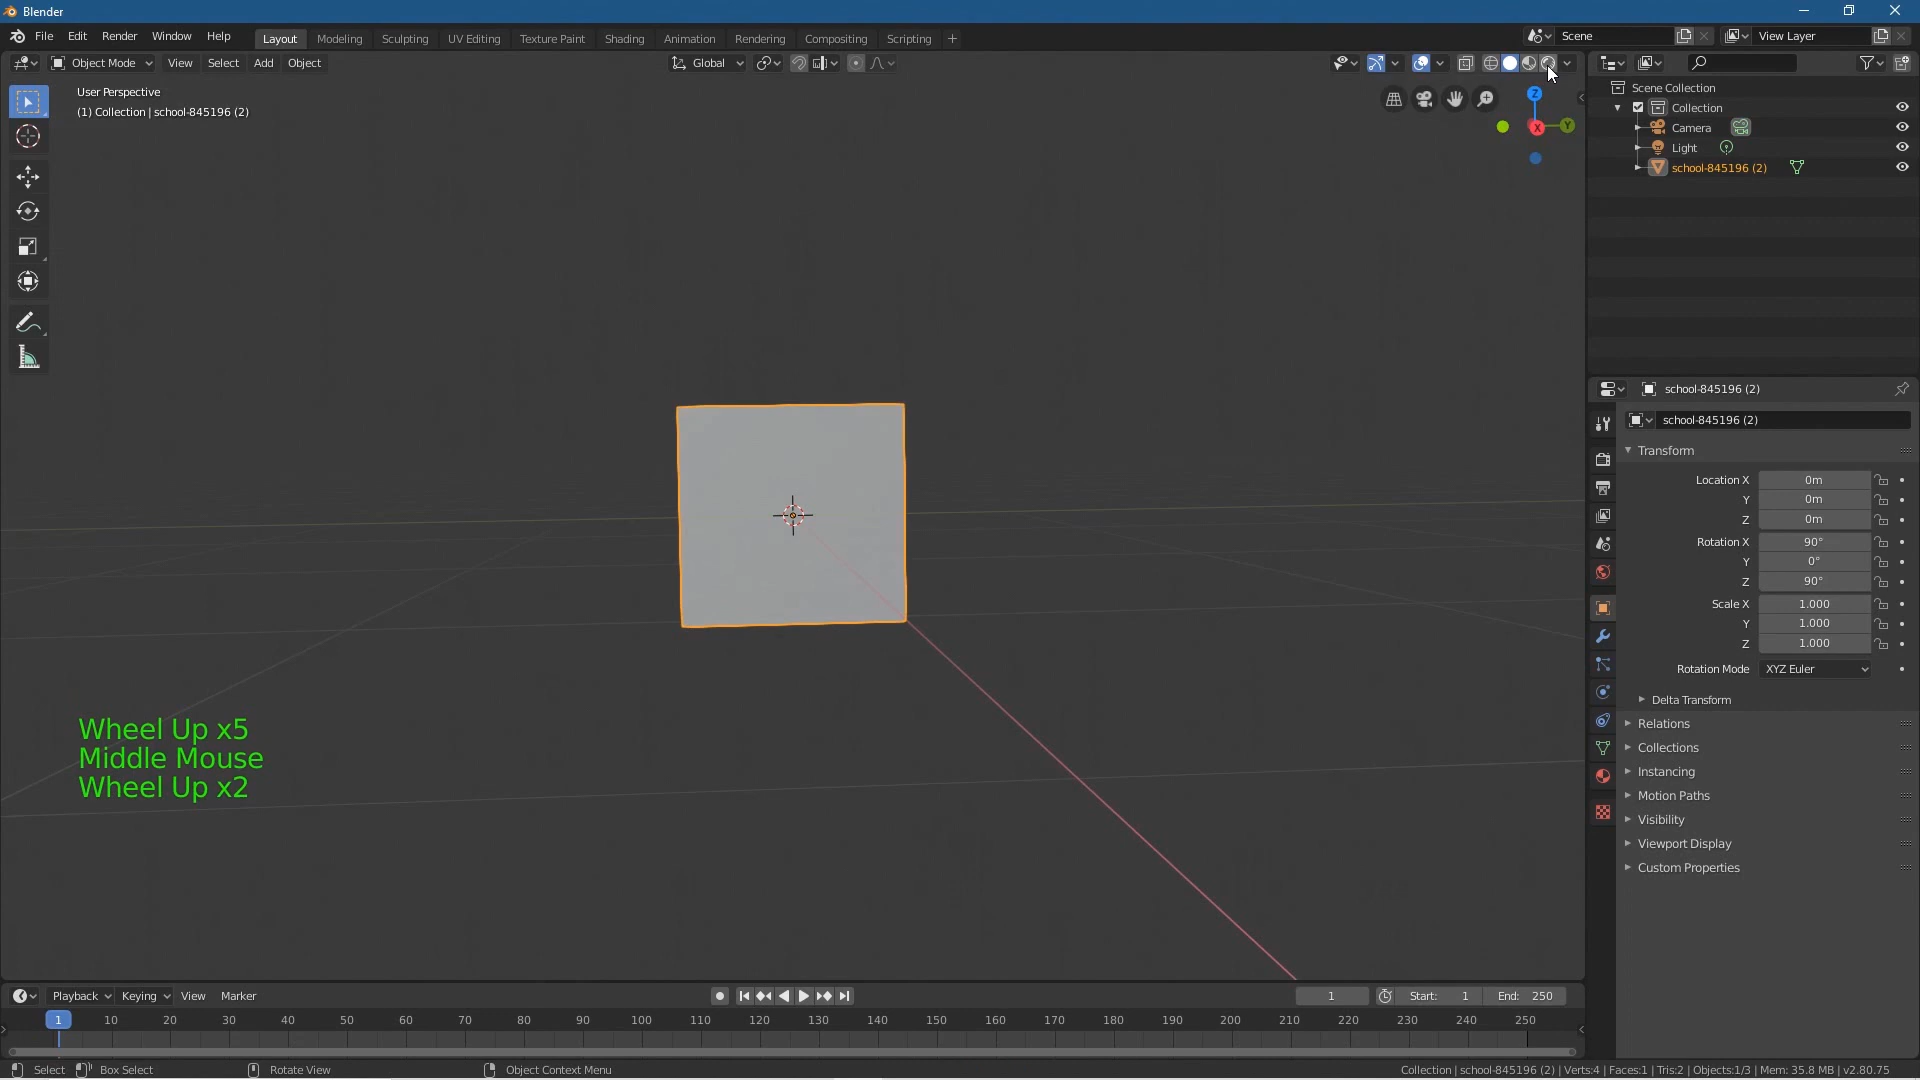 Blender
File Edit Render Window Help
Layout Modeling Sculpting UV Editing Texture Paint Shading Animation Rendering Compositing Scripting +
Scene
View Layer
Object Mode View Select Add Object
Global
User Perspective
(1) Collection | school-845196 (2)
Z
X
Y
Scene Collection
Collection
Camera
Light
school-845196 (2)
school-845196 (2)
school-845196 (2)
Transform
Location X 0m
Y 0m
Z 0m
Rotation X 90°
Y 0°
Z 90°
Scale X 1.000
Y 1.000
Z 1.000
Rotation Mode XYZ Euler
Delta Transform
Relations
Collections
Instancing
Motion Paths
Visibility
Viewport Display
Custom Properties
Wheel Up x5
Middle Mouse
Wheel Up x2
Playback Keying View Marker
1 Start: 1 End: 250
1 10 20 30 40 50 60 70 80 90 100 110 120 130 140 150 160 170 180 190 200 210 220 230 240 250
Select Box Select Rotate View Object Context Menu
Collection | school-845196 (2) | Verts:4 | Faces:1 | Tris:2 | Objects:1/3 | Mem: 35.8 MB | v2.80.75